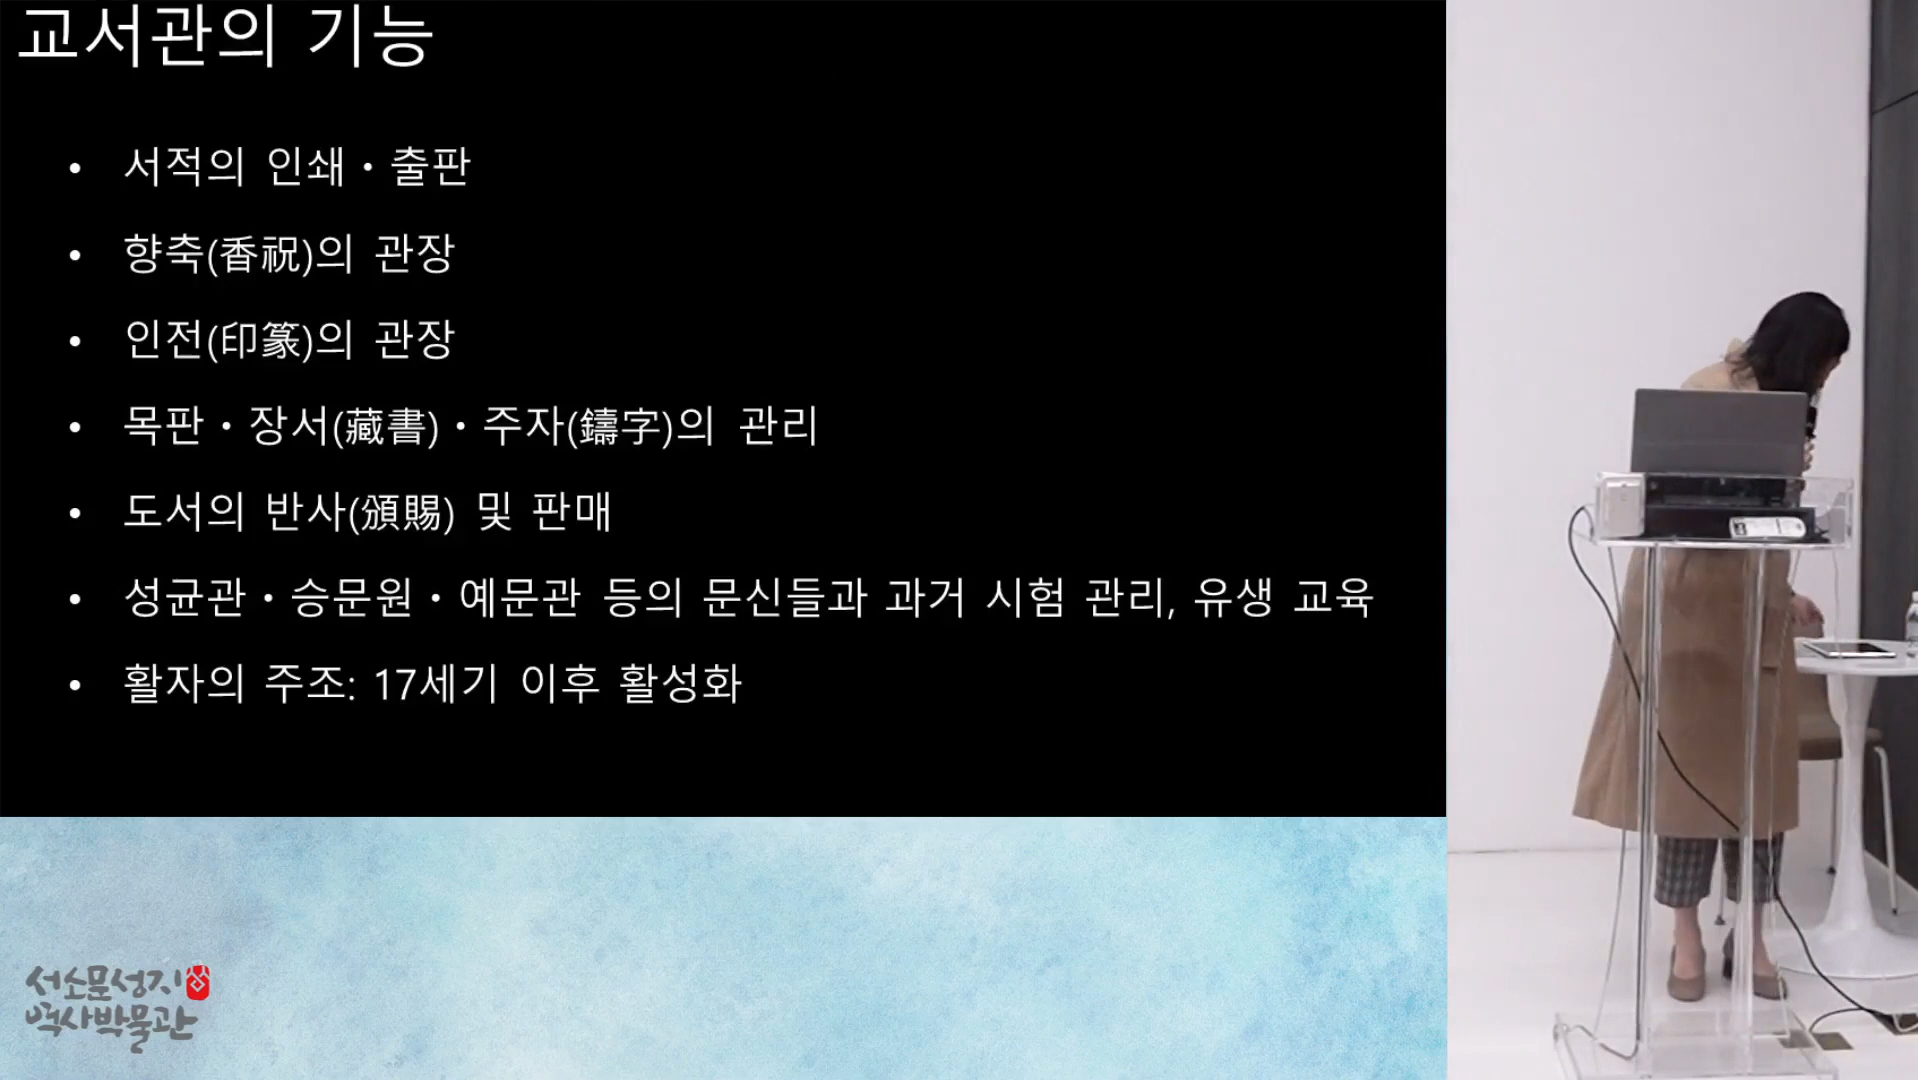 교서관의 기능
• 서적의 인쇄・출판
• 향축(香祝)의 관장
• 인전(印篆)의 관장
• 목판・장서(藏書)・주자(鑄字)의 관리
• 도서의 반사(頒賜) 및 판매
• 성균관・승문원・예문관 등의 문신들과 과거 시험 관리, 유생 교육
• 활자의 주조: 17세기 이후 활성화
서소문성지
역사박물관